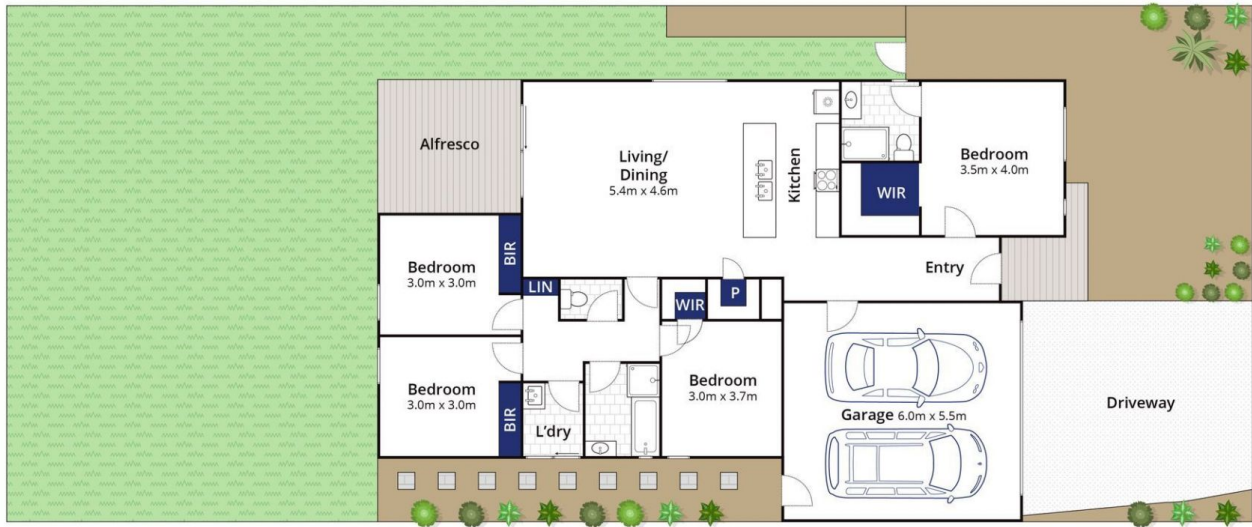 Alfresco
Living/
Dining
5.4m x 4.6m
Kitchen
WIR
Bedroom
3.5m x 4.0m
Entry
Bedroom
3.0m x 3.0m
BIR
LIN
WIR
P
Bedroom
3.0m x 3.0m
BIR
L'dry
Bedroom
3.0m x 3.7m
Garage 6.0m x 5.5m
Driveway